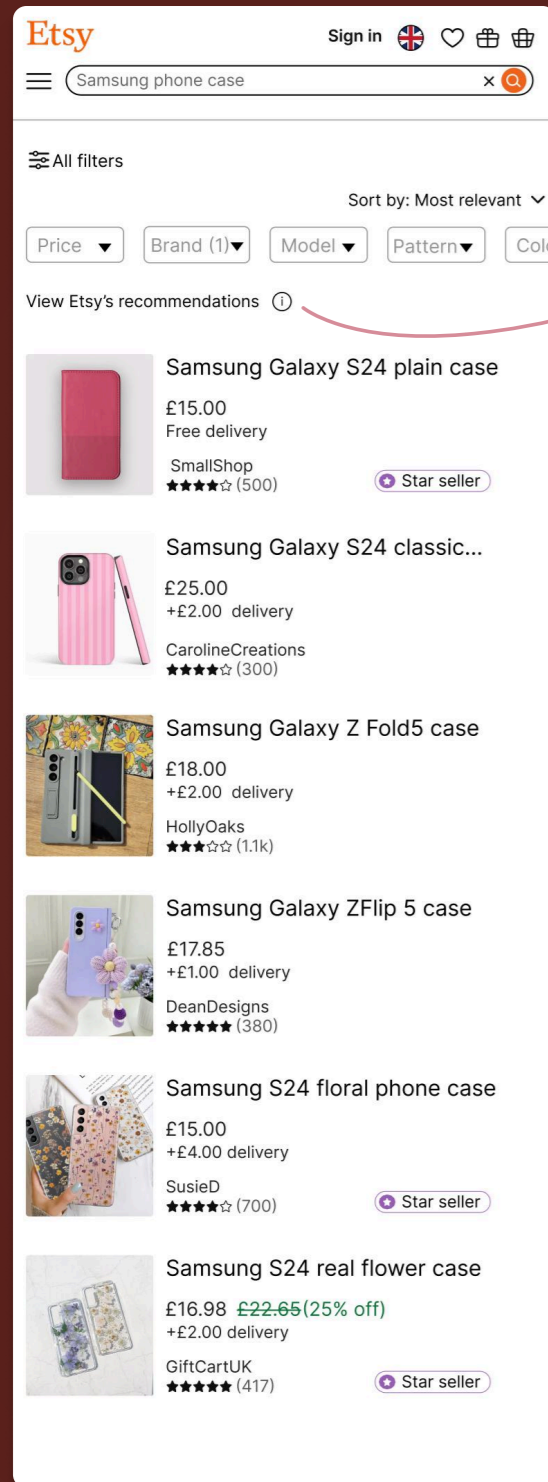 Etsy
Sign in
Samsung phone case
All filters
Sort by: Most relevant
Price
Brand (1)
Model
Pattern
View Etsy's recommendations
Samsung Galaxy S24 plain case
£15.00
Free delivery
SmallShop
★★★★☆ (500)
Star seller
Samsung Galaxy S24 classic...
£25.00
+£2.00 delivery
CarolineCreations
★★★★☆ (300)
Samsung Galaxy Z Fold5 case
£18.00
+£2.00 delivery
HollyOaks
★★★☆☆ (1.1k)
Samsung Galaxy ZFlip 5 case
£17.85
+£1.00 delivery
DeanDesigns
★★★★★ (380)
Samsung S24 floral phone case
£15.00
+£4.00 delivery
SusieD
★★★★☆ (700)
Star seller
Samsung S24 real flower case
£16.98 £22.65(25% off)
+£2.00 delivery
GiftCartUK
★★★★★ (417)
Star seller